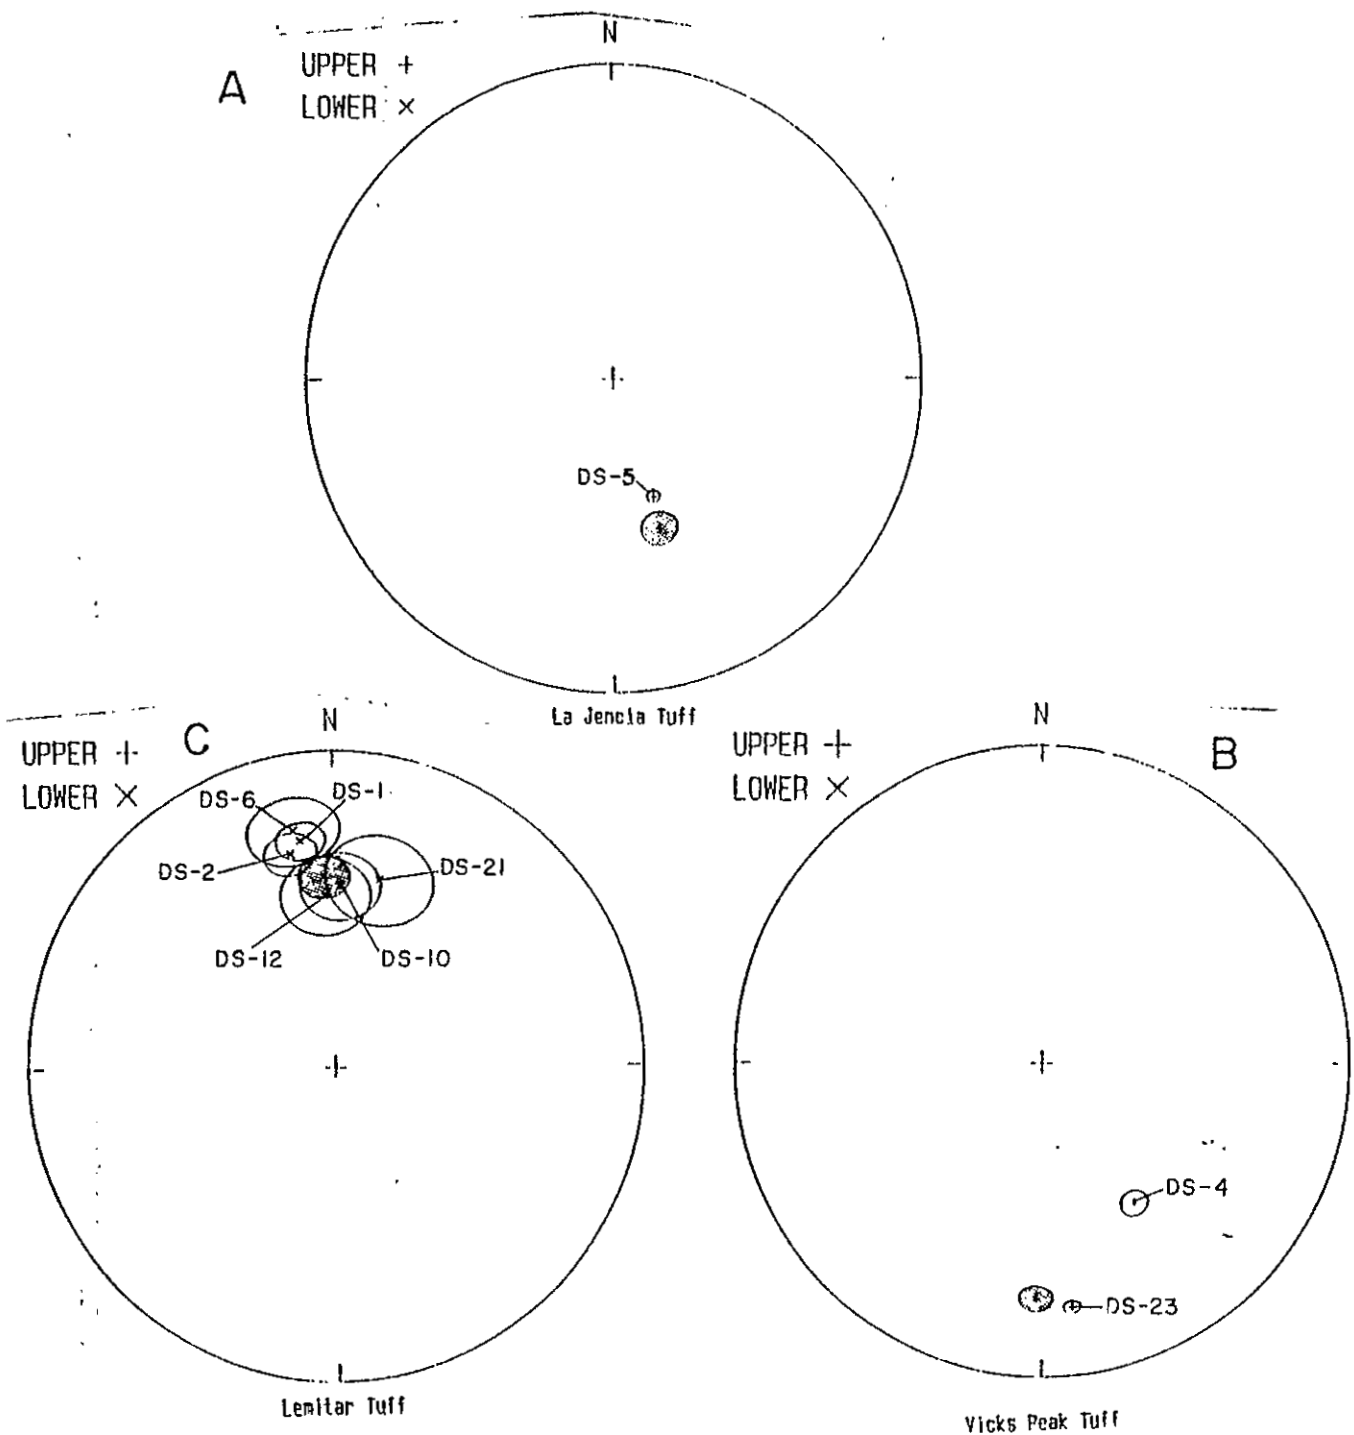 A
UPPER +
LOWER ×
N
DS-5
La Jencia Tuff
C
UPPER +
LOWER ×
N
DS-6
DS-1
DS-2
DS-21
DS-12
DS-10
Lemitar Tuff
B
UPPER +
LOWER ×
N
DS-4
DS-23
Vicks Peak Tuff